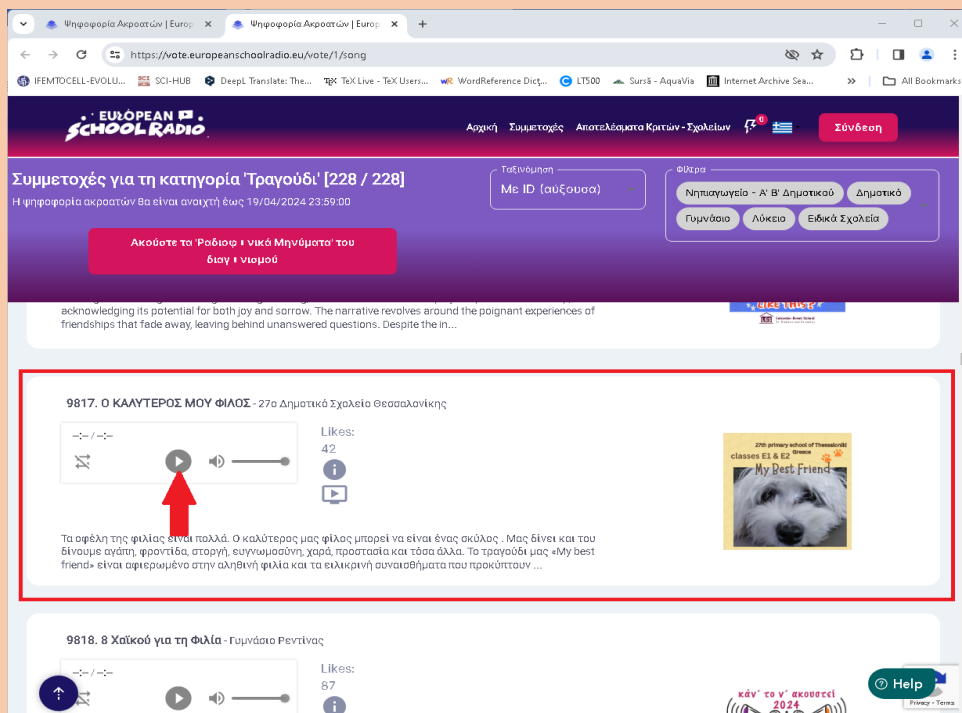 Ψηφοφορία Ακροατών | Europ
Ψηφοφορία Ακροατών | Europ
https://vote.europeanschoolradio.eu/vote/1/song
IFEMTOCELL-EVOLU...
SCI-HUB
DeepL Translate: The...
TeX Live - TeX Users...
WordReference Dicț...
LT500
Sursă - AquaVia
Internet Archive Sea...
All Bookmarks
EUROPEAN
SCHOOL RADIO
Αρχική
Συμμετοχές
Αποτελέσματα Κριτών - Σχολείων
0
Σύνδεση
Συμμετοχές για τη κατηγορία 'Τραγούδι' [228 / 228]
Η ψηφοφορία ακροατών θα είναι ανοιχτή έως 19/04/2024 23:59:00
Ακούστε τα 'Ραδιοφωνικά Μηνύματα' του
διαγωνισμού
Ταξινόμηση
Με ID (αύξουσα)
Φίλτρα
Νηπιαγωγείο - Α' Β' Δημοτικού
Δημοτικό
Γυμνάσιο
Λύκειο
Ειδικά Σχολεία
acknowledging its potential for both joy and sorrow. The narrative revolves around the poignant experiences of
friendships that fade away, leaving behind unanswered questions. Despite the in...
LIKE THIS?
9817. Ο ΚΑΛΥΤΕΡΟΣ ΜΟΥ ΦΙΛΟΣ - 27ο Δημοτικό Σχολείο Θεσσαλονίκης
--:-- / --:--
Likes:
42
27th primary school of Thessaloniki
Greece
classes E1 & E2
My Best Friend
Τα οφέλη της φιλίας είναι πολλά. Ο καλύτερος μας φίλος μπορεί να είναι ένας σκύλος . Μας δίνει και του
δίνουμε αγάπη, φροντίδα, στοργή, ευγνωμοσύνη, χαρά, προστασία και τόσα άλλα. Το τραγούδι μας «My best
friend» είναι αφιερωμένο στην αληθινή φιλία και τα ειλικρινή συναισθήματα που προκύπτουν ...
9818. 8 Χαϊκού για τη Φιλία - Γυμνάσιο Ρεντίνας
--:-- / --:--
Likes:
87
κάν' το ν' ακουστεί
2024
Help
Privacy - Terms